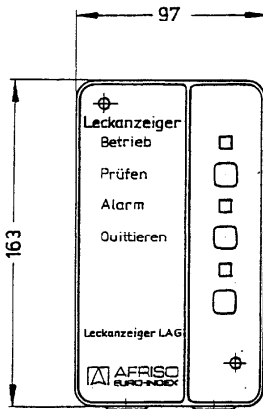 97
163
Leckanzeiger
Betrieb
Prüfen
Alarm
Quittieren
Leckanzeiger LAG
AFRISO
EURO-INDEX